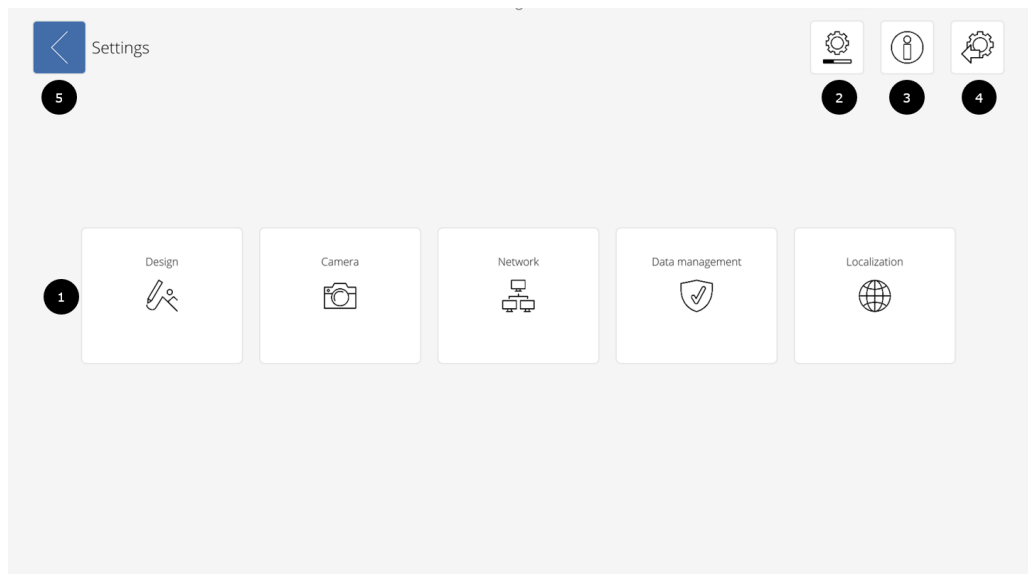 Settings
5
2
3
4
Design
Camera
Network
Data management
Localization
1